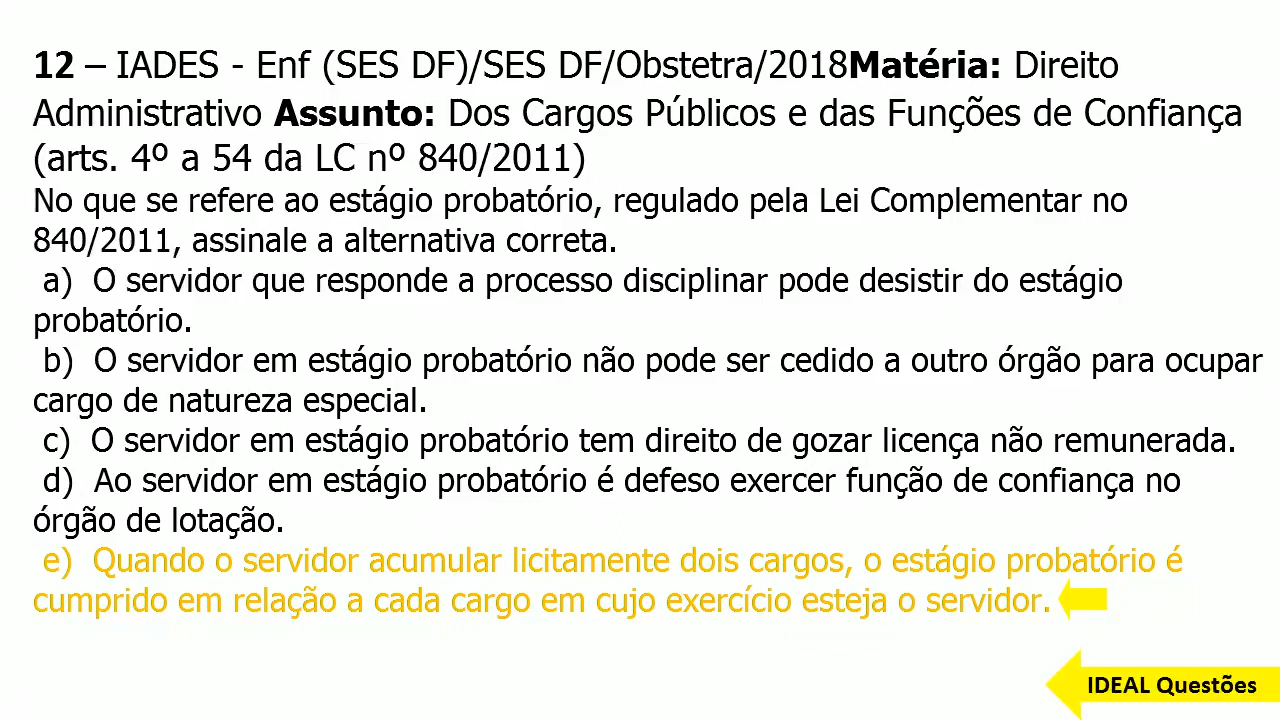 12 – IADES - Enf (SES DF)/SES DF/Obstetra/2018Matéria: Direito
Administrativo Assunto: Dos Cargos Públicos e das Funções de Confiança
(arts. 4º a 54 da LC nº 840/2011)
No que se refere ao estágio probatório, regulado pela Lei Complementar no
840/2011, assinale a alternativa correta.
a) O servidor que responde a processo disciplinar pode desistir do estágio
probatório.
b) O servidor em estágio probatório não pode ser cedido a outro órgão para ocupar
cargo de natureza especial.
c) O servidor em estágio probatório tem direito de gozar licença não remunerada.
d) Ao servidor em estágio probatório é defeso exercer função de confiança no
órgão de lotação.
e) Quando o servidor acumular licitamente dois cargos, o estágio probatório é
cumprido em relação a cada cargo em cujo exercício esteja o servidor.
IDEAL Questões